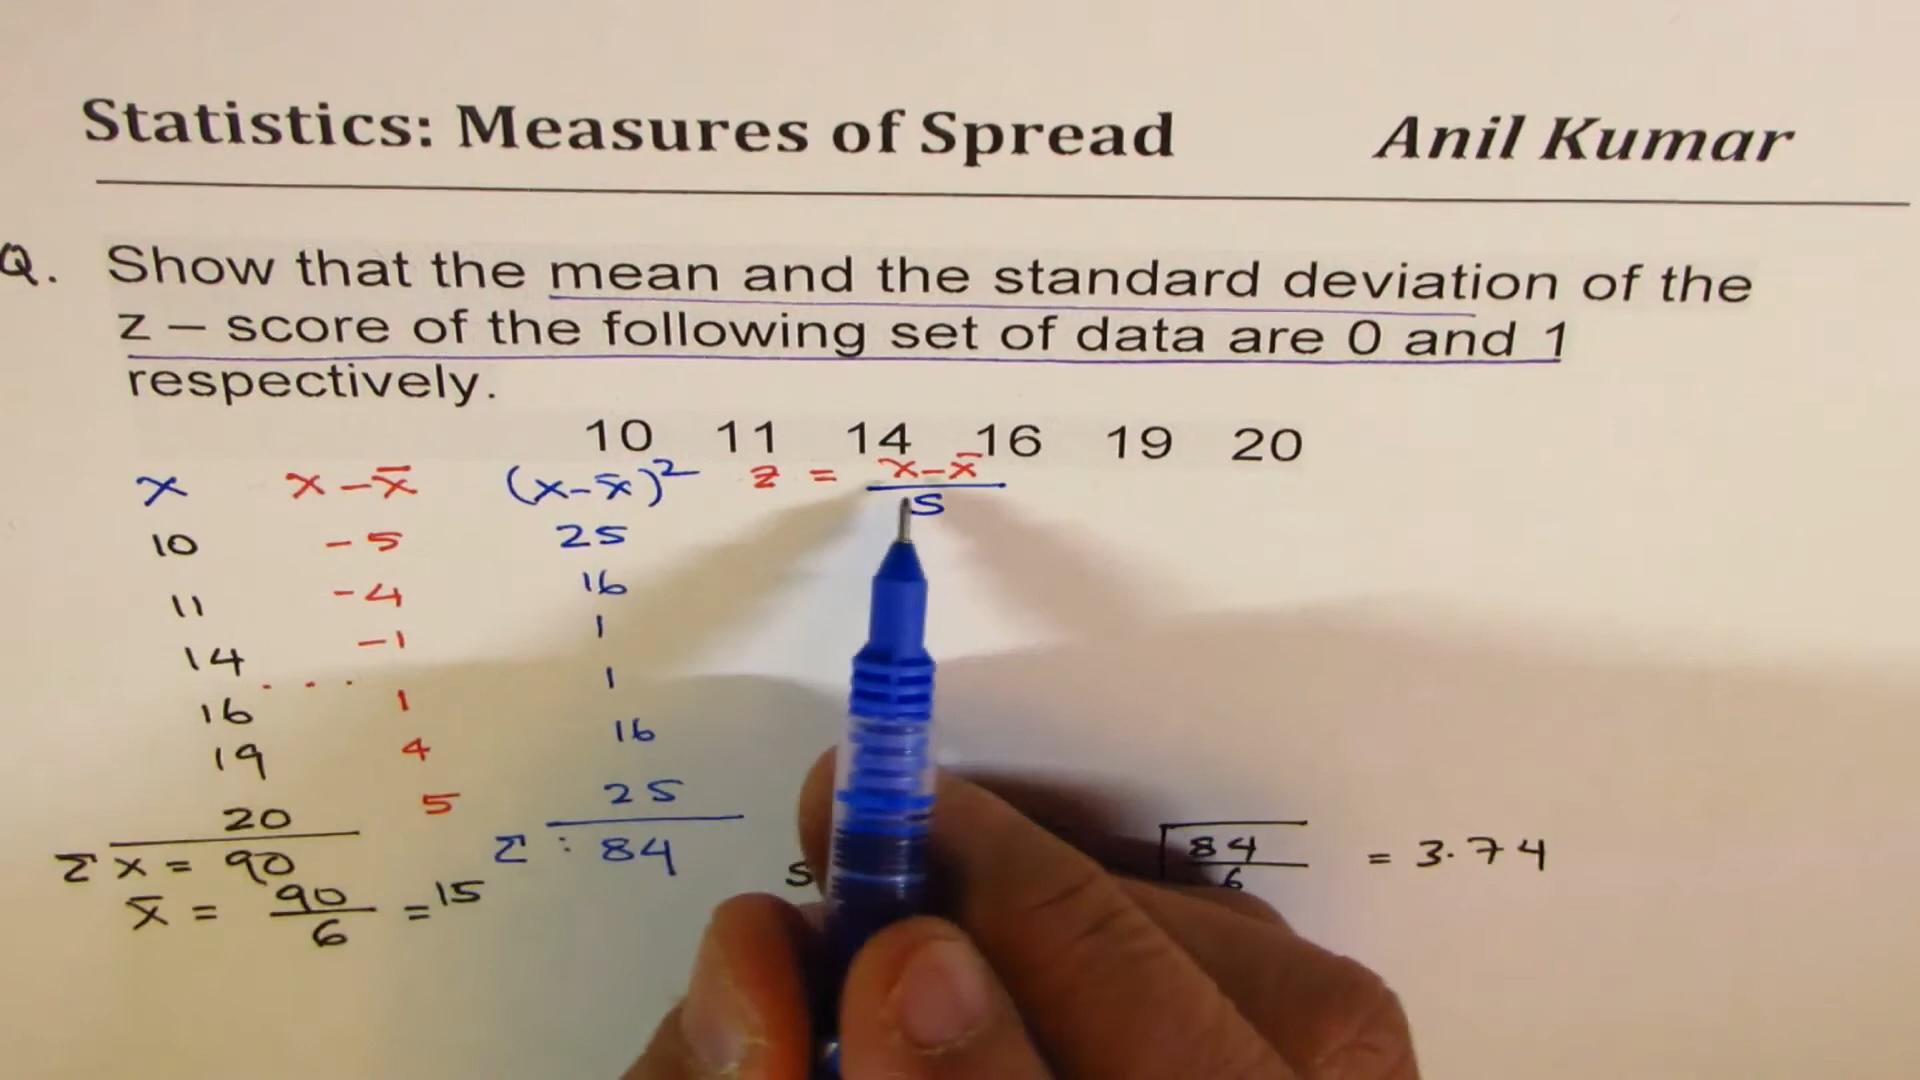 Statistics: Measures of Spread Anil Kumar
Q. Show that the mean and the standard deviation of the
z – score of the following set of data are 0 and 1
respectively.
10 11 14 16 19 20
x x – x̄ (x – x̄)² z = x – x̄ / s
10 – 5 25
11 – 4 16
14 – 1 1
16 1 1
19 4 16
20 5 25
Σx = 90 Σ : 84 s √84/6 = 3.74
x̄ = 90/6 = 15